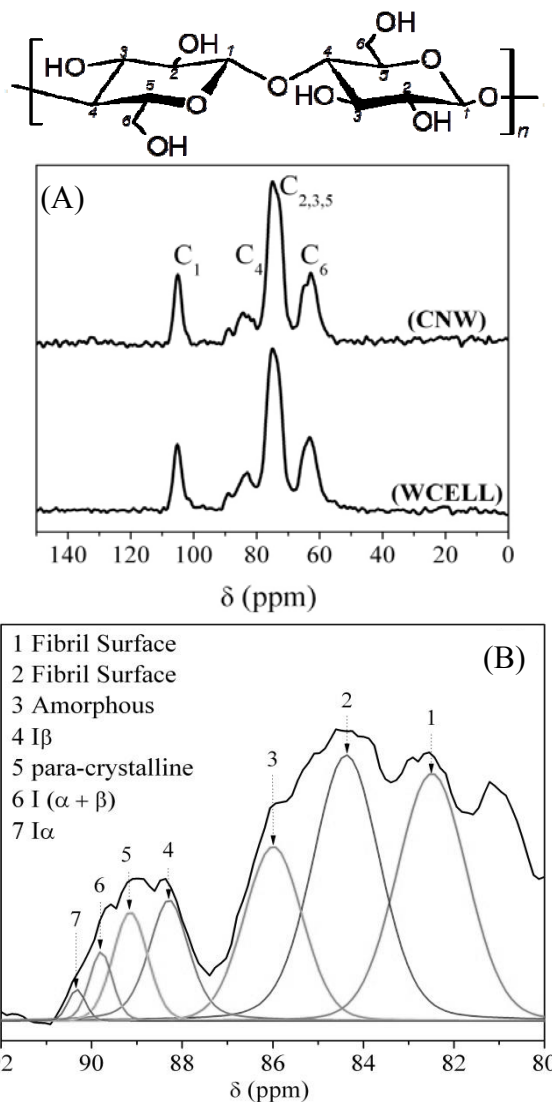 OH
6
3
OH
1
4
HO
2
O
5
O
HO
2
O
5
3
OH
1
4
6
OH
n
(A)
C2,3,5
C1
C4
C6
(CNW)
(WCELL)
140 120 100 80 60 40 20 0
δ (ppm)
1 Fibril Surface
2 Fibril Surface
3 Amorphous
4 Iβ
5 para-crystalline
6 I (α + β)
7 Iα
(B)
2
1
3
5
4
6
7
92 90 88 86 84 82 80
δ (ppm)